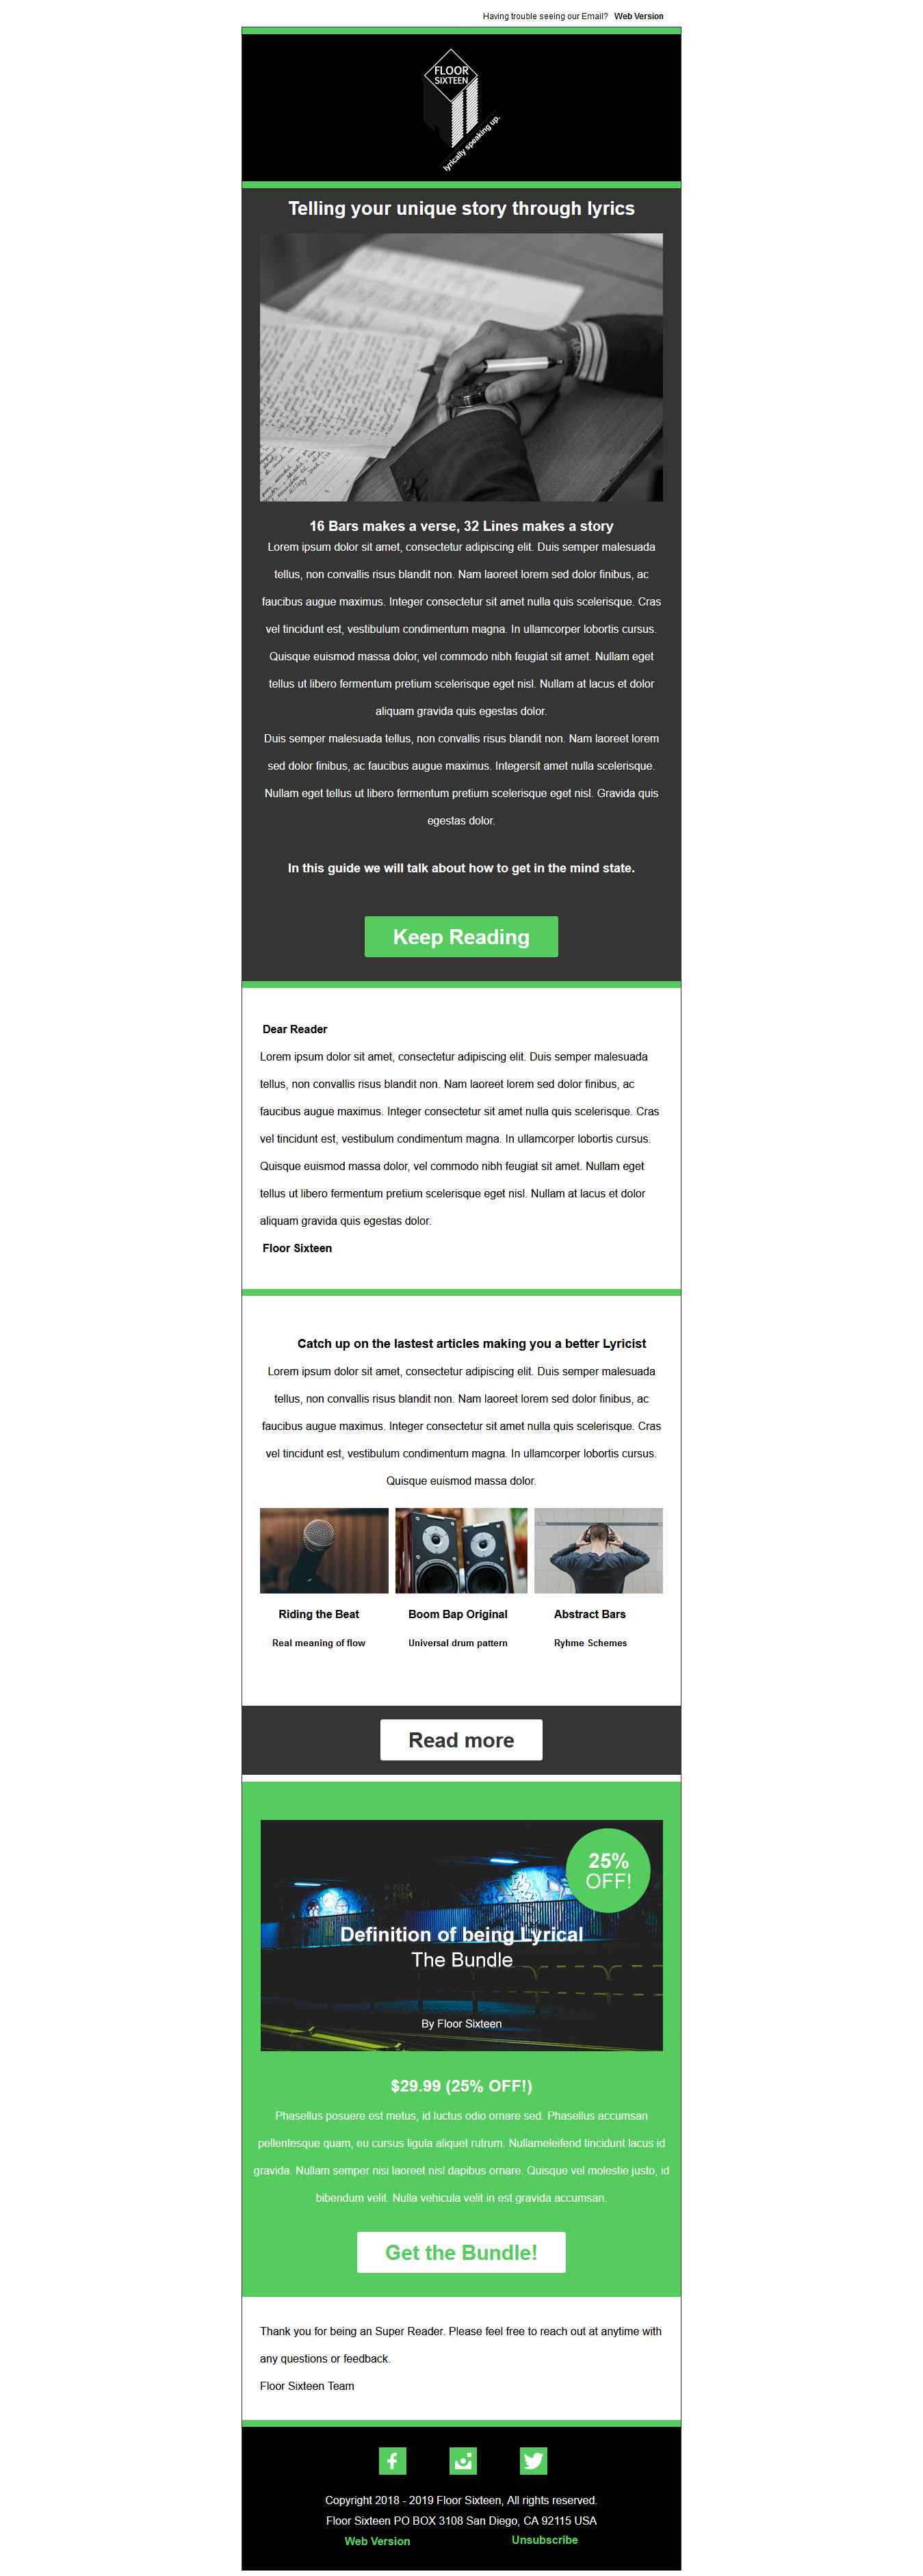 Having trouble seeing our Email? Web Version
FLOOR
SIXTEEN
lyrically speaking up.
Telling your unique story through lyrics
16 Bars makes a verse, 32 Lines makes a story
Lorem ipsum dolor sit amet, consectetur adipiscing elit. Duis semper malesuada
tellus, non convallis risus blandit non. Nam laoreet lorem sed dolor finibus, ac
faucibus augue maximus. Integer consectetur sit amet nulla quis scelerisque. Cras
vel tincidunt est, vestibulum condimentum magna. In ullamcorper lobortis cursus.
Quisque euismod massa dolor, vel commodo nibh feugiat sit amet. Nullam eget
tellus ut libero fermentum pretium scelerisque eget nisl. Nullam at lacus et dolor
aliquam gravida quis egestas dolor.
Duis semper malesuada tellus, non convallis risus blandit non. Nam laoreet lorem
sed dolor finibus, ac faucibus augue maximus. Integersit amet nulla scelerisque.
Nullam eget tellus ut libero fermentum pretium scelerisque eget nisl. Gravida quis
egestas dolor.
In this guide we will talk about how to get in the mind state.
Keep Reading
Dear Reader
Lorem ipsum dolor sit amet, consectetur adipiscing elit. Duis semper malesuada
tellus, non convallis risus blandit non. Nam laoreet lorem sed dolor finibus, ac
faucibus augue maximus. Integer consectetur sit amet nulla quis scelerisque. Cras
vel tincidunt est, vestibulum condimentum magna. In ullamcorper lobortis cursus.
Quisque euismod massa dolor, vel commodo nibh feugiat sit amet. Nullam eget
tellus ut libero fermentum pretium scelerisque eget nisl. Nullam at lacus et dolor
aliquam gravida quis egestas dolor.
Floor Sixteen
Catch up on the lastest articles making you a better Lyricist
Lorem ipsum dolor sit amet, consectetur adipiscing elit. Duis semper malesuada
tellus, non convallis risus blandit non. Nam laoreet lorem sed dolor finibus, ac
faucibus augue maximus. Integer consectetur sit amet nulla quis scelerisque. Cras
vel tincidunt est, vestibulum condimentum magna. In ullamcorper lobortis cursus.
Quisque euismod massa dolor.
Riding the Beat
Real meaning of flow
Boom Bap Original
Universal drum pattern
Abstract Bars
Ryhme Schemes
Read more
25%
OFF!
Definition of being Lyrical
The Bundle
By Floor Sixteen
$29.99 (25% OFF!)
Phasellus posuere est metus, id luctus odio ornare sed. Phasellus accumsan
pellentesque quam, eu cursus ligula aliquet rutrum. Nullameleifend tincidunt lacus id
gravida. Nullam semper nisi laoreet nisl dapibus ornare. Quisque vel molestie justo, id
bibendum velit. Nulla vehicula velit in est gravida accumsan.
Get the Bundle!
Thank you for being an Super Reader. Please feel free to reach out at anytime with
any questions or feedback.
Floor Sixteen Team
Copyright 2018 - 2019 Floor Sixteen, All rights reserved.
Floor Sixteen PO BOX 3108 San Diego, CA 92115 USA
Web Version
Unsubscribe